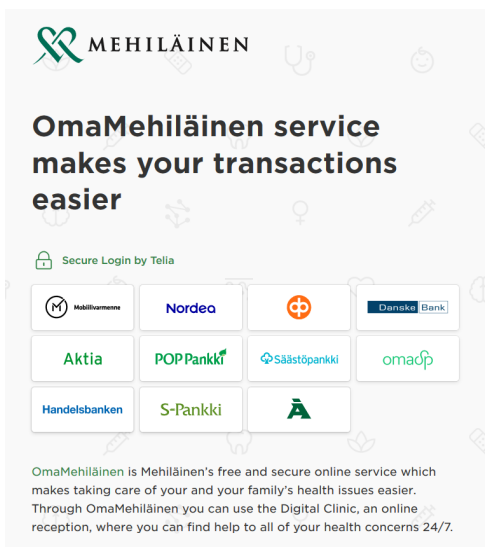 MEHILÄINEN
OmaMehiläinen service
makes your transactions
easier
Secure Login by Telia
Mobiilivarmenne Nordea OP Danske Bank
Aktia POP Pankki Säästöpankki omasp
Handelsbanken S-Pankki Å
OmaMehiläinen is Mehiläinen's free and secure online service which
makes taking care of your and your family's health issues easier.
Through OmaMehiläinen you can use the Digital Clinic, an online
reception, where you can find help to all of your health concerns 24/7.